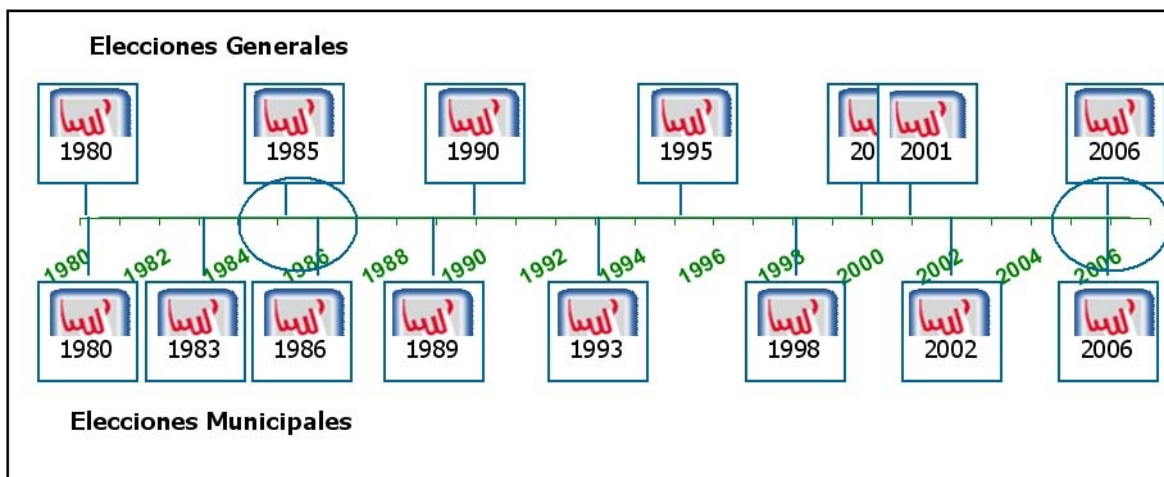 Elecciones Generales
1980 1985 1990 1995 20 2001 2006
1980 1982 1984 1986 1988 1990 1992 1994 1996 1998 2000 2002 2004 2006
1980 1983 1986 1989 1993 1998 2002 2006
Elecciones Municipales